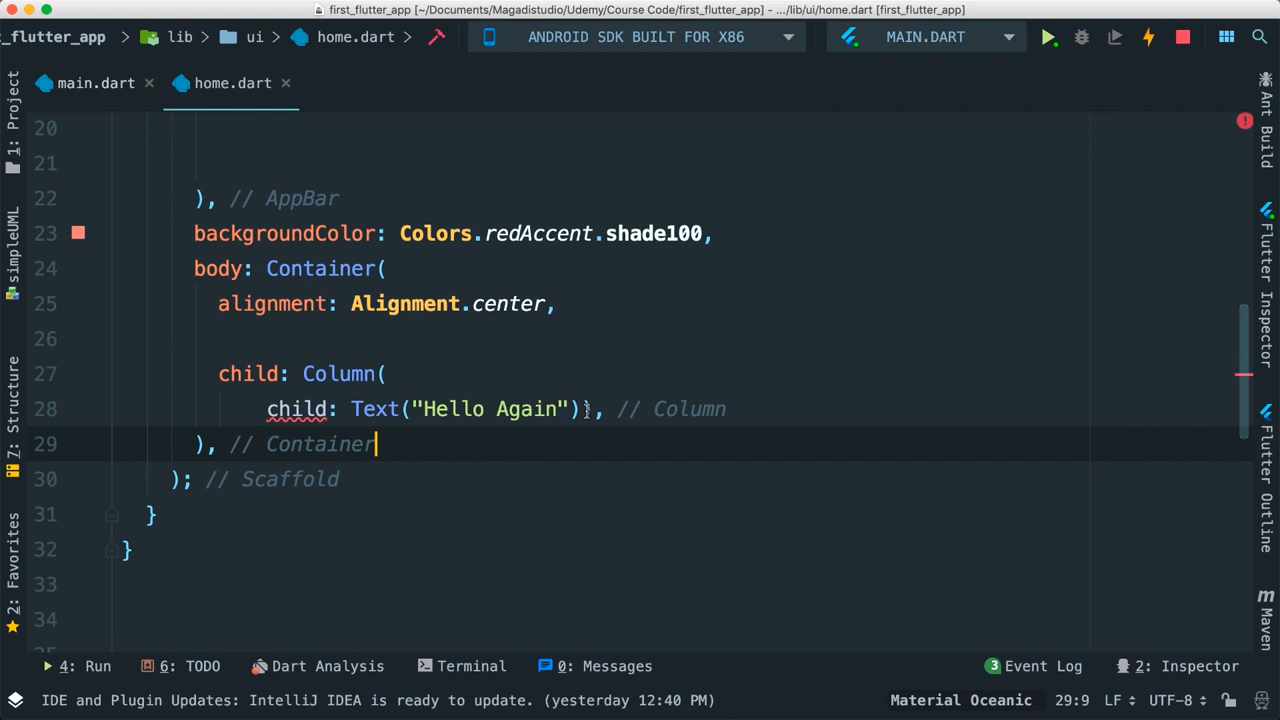 first_flutter_app [~/Documents/Magadistudio/Udemy/Course Code/first_flutter_app] - .../lib/ui/home.dart [first_flutter_app]
t_flutter_app > lib > ui > home.dart > ANDROID SDK BUILT FOR X86 MAIN.DART
main.dart × home.dart ×
20
21
22 ), // AppBar
23 backgroundColor: Colors.redAccent.shade100,
24 body: Container(
25 alignment: Alignment.center,
26
27 child: Column(
28 child: Text("Hello Again")), // Column
29 ), // Container
30 ); // Scaffold
31 }
32 }
33
34
1: Project
simpleUML
7: Structure
2: Favorites
Ant Build
Flutter Inspector
Flutter Outline
m Maven
4: Run 6: TODO Dart Analysis Terminal 0: Messages 3 Event Log 2: Inspector
IDE and Plugin Updates: IntelliJ IDEA is ready to update. (yesterday 12:40 PM) Material Oceanic 29:9 LF UTF-8